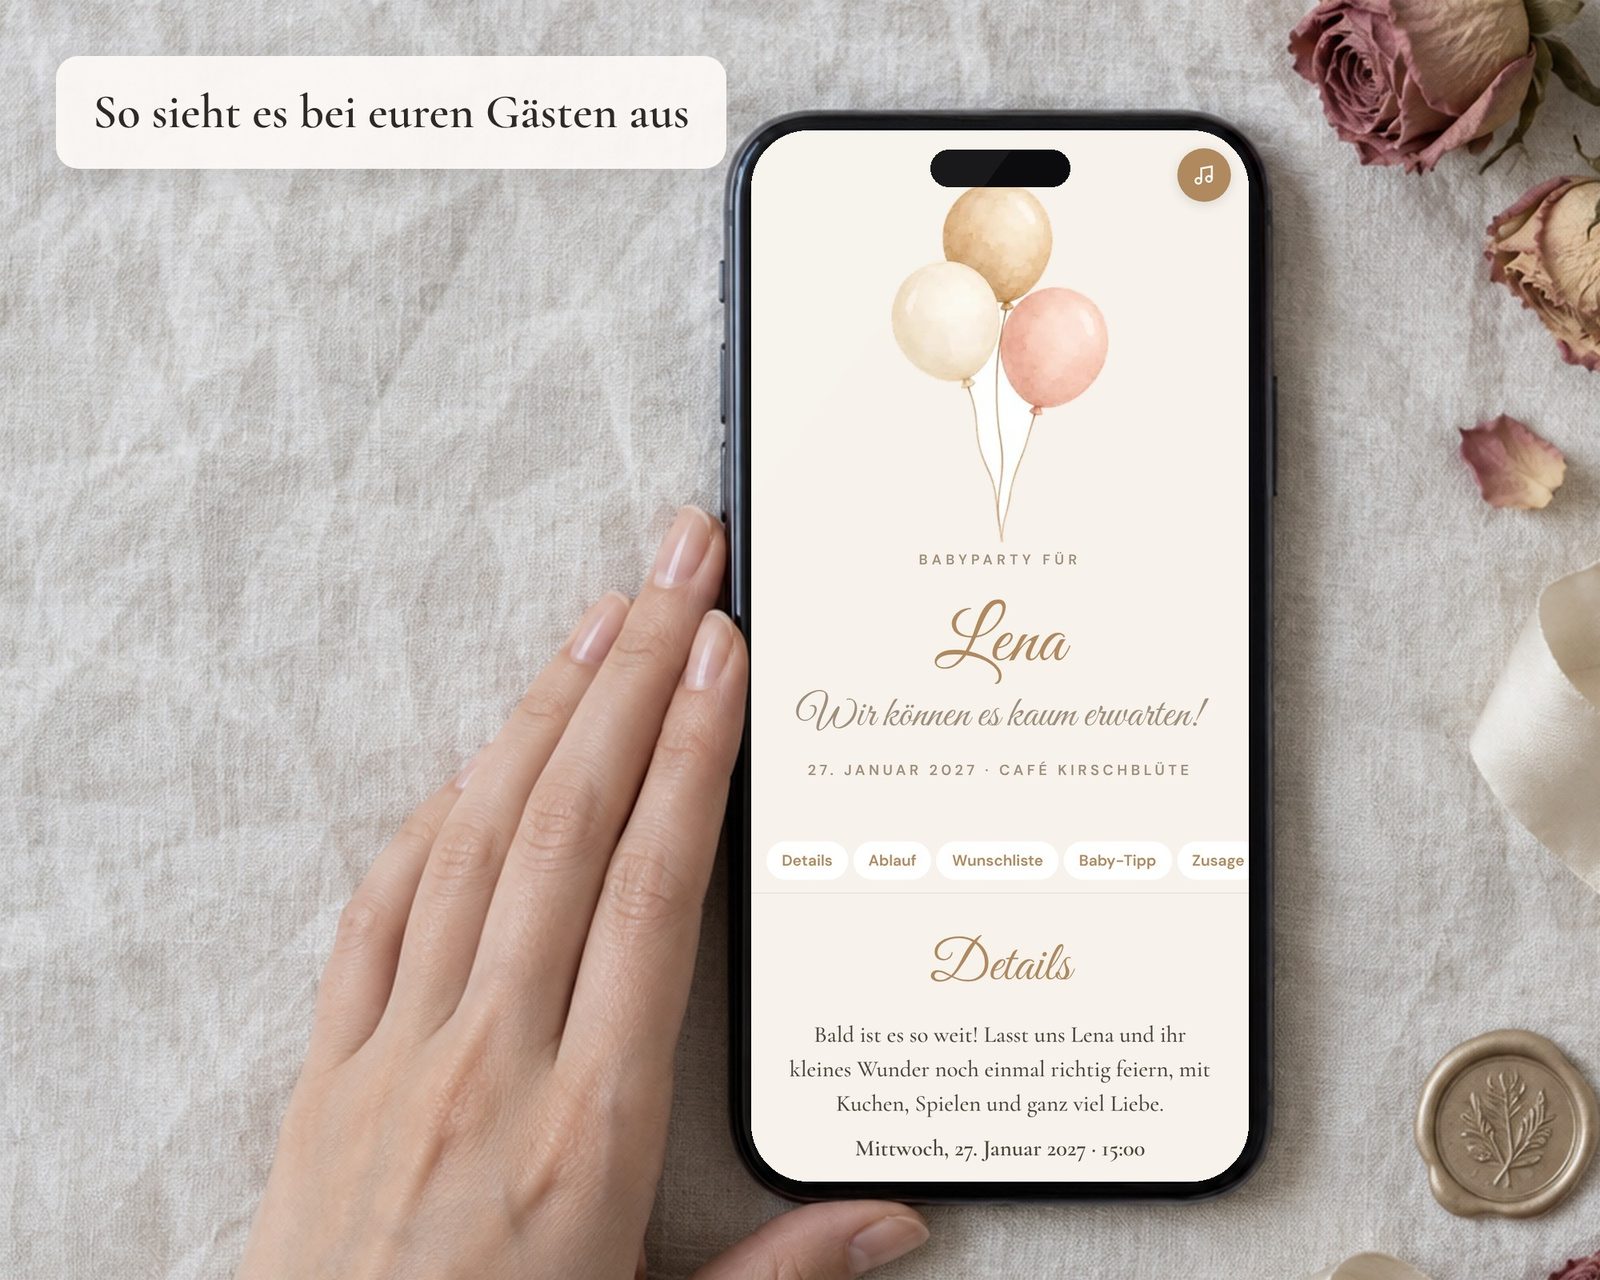 So sieht es bei euren Gästen aus
BABYPARTY FÜR
Lena
Wir können es kaum erwarten!
27. JANUAR 2027 · CAFÉ KIRSCHBLÜTE
Details Ablauf Wunschliste Baby-Tipp Zusage
Details
Bald ist es so weit! Lasst uns Lena und ihr
kleines Wunder noch einmal richtig feiern, mit
Kuchen, Spielen und ganz viel Liebe.
Mittwoch, 27. Januar 2027 · 15:00